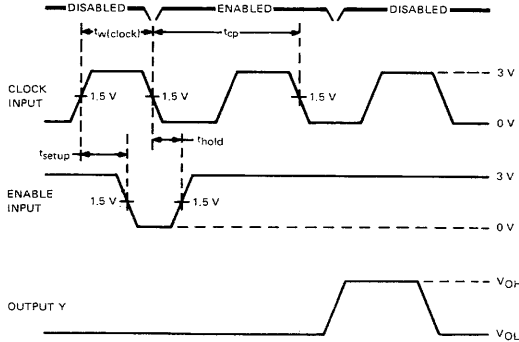 DISABLED ENABLED DISABLED
tw(clock) tcp
CLOCK INPUT 1.5 V 1.5 V 1.5 V 3 V
0 V
tsetup thold
ENABLE INPUT 1.5 V 1.5 V 3 V
0 V
OUTPUT Y VOH
VOL